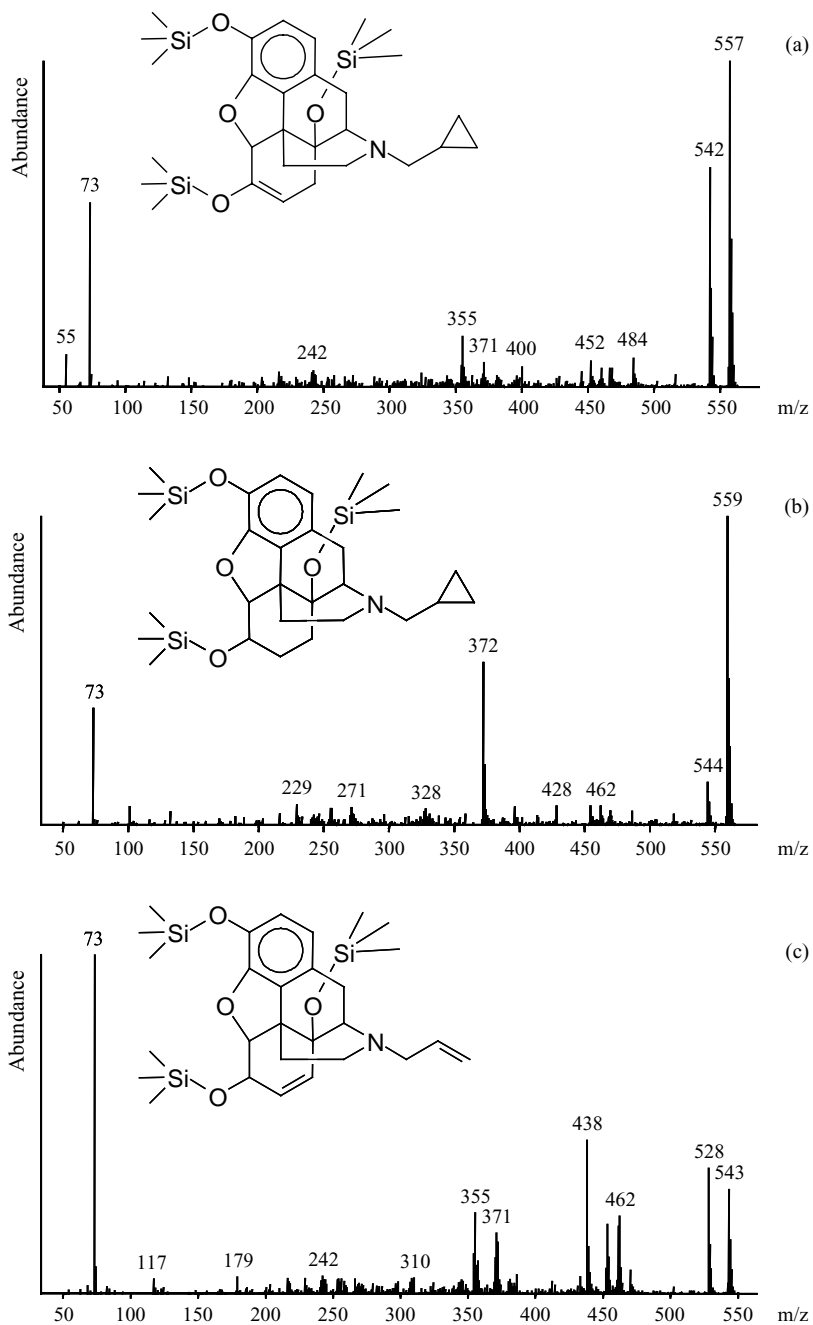 (a)
Abundance
Si O
Si
O O
N
Si O
557
542
73
55
242
355
371
400
452
484
50 100 150 200 250 300 350 400 450 500 550 m/z
(b)
Abundance
Si O
Si
O O
N
Si O
559
372
73
229
271
328
428
462
544
50 100 150 200 250 300 350 400 450 500 550 m/z
(c)
Abundance
Si O
Si
O O
N
Si O
73
438
528
543
355
371
462
117
179
242
310
50 100 150 200 250 300 350 400 450 500 550 m/z